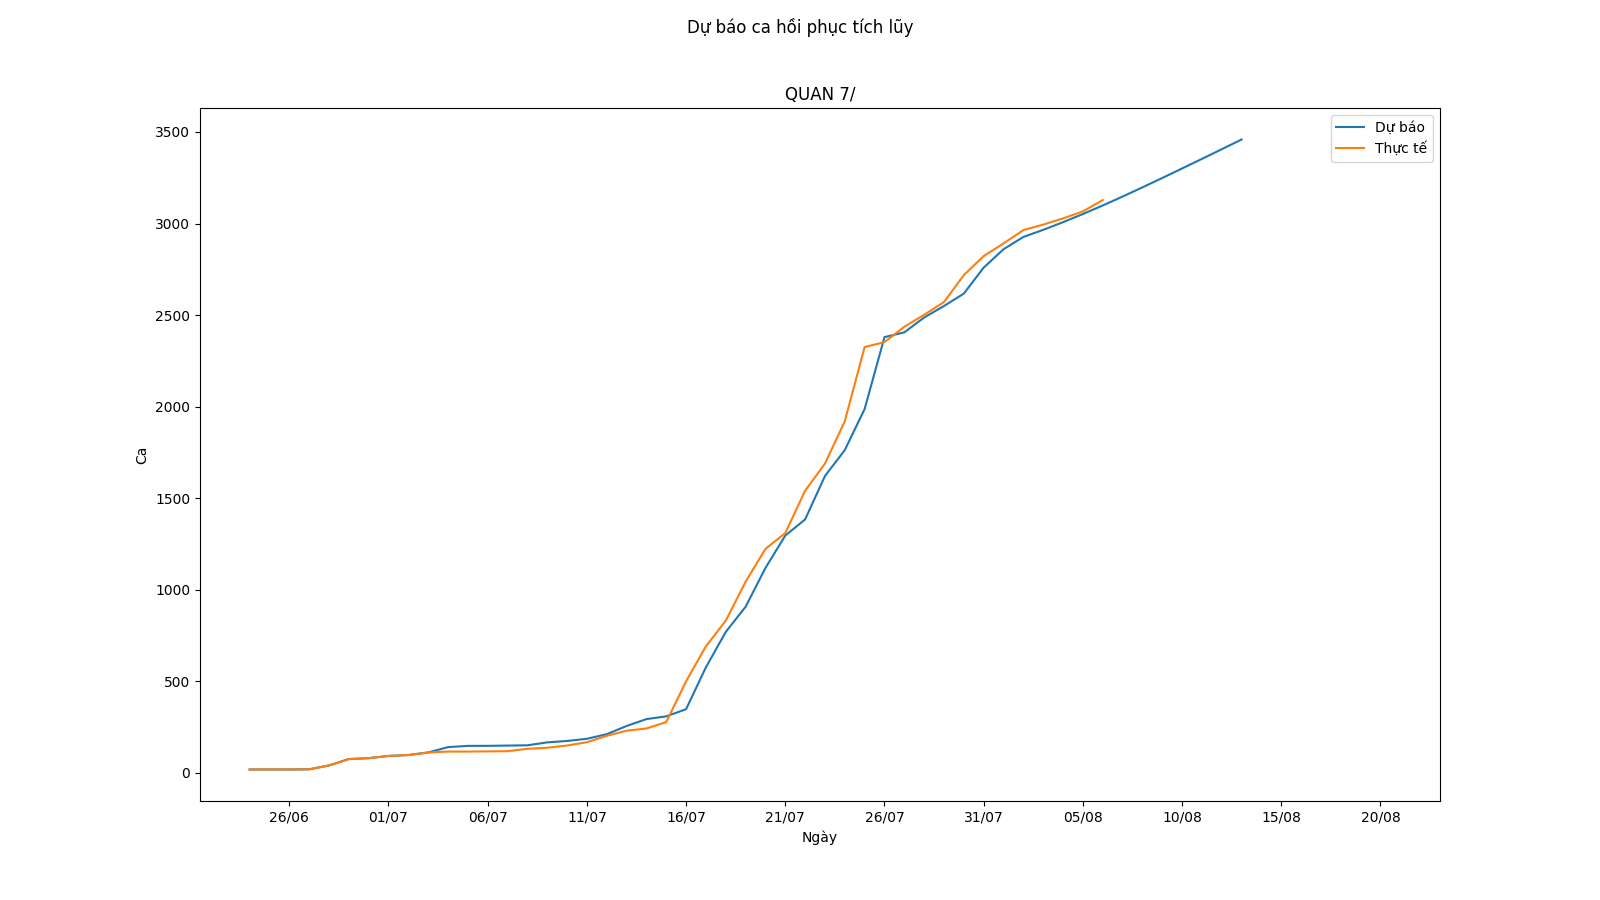 Dự báo ca hồi phục tích lũy
QUAN 7/
Dự báo
Thực tế
3500
3000
2500
2000
1500
1000
500
0
Ca
26/06 01/07 06/07 11/07 16/07 21/07 26/07 31/07 05/08 10/08 15/08 20/08
Ngày